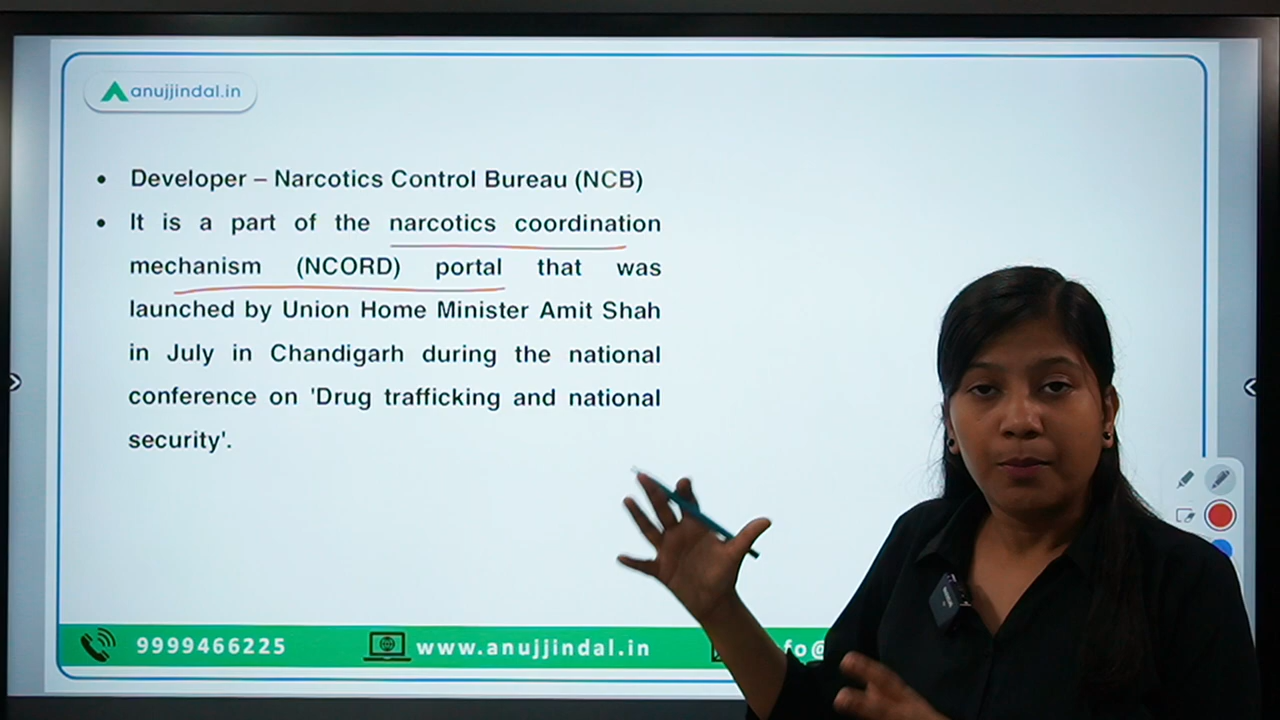 anujjindal.in
• Developer – Narcotics Control Bureau (NCB)
• It is a part of the narcotics coordination
mechanism (NCORD) portal that was
launched by Union Home Minister Amit Shah
in July in Chandigarh during the national
conference on 'Drug trafficking and national
security'.
9999466225 www.anujjindal.in fo@